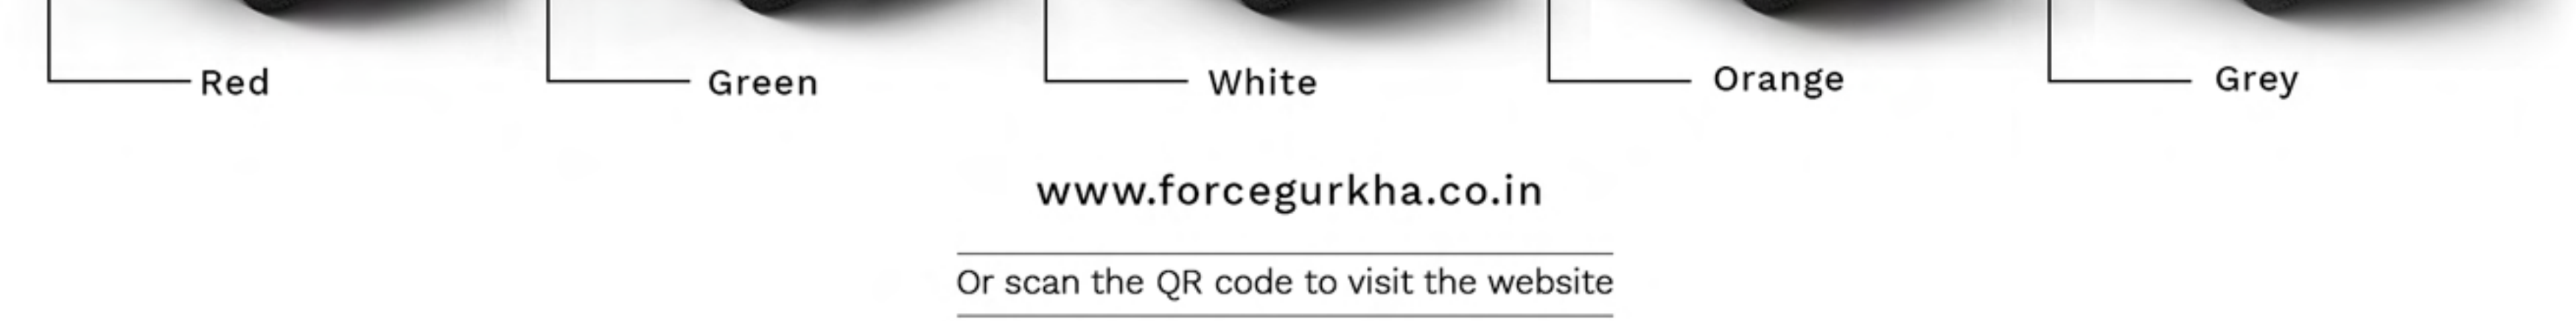 Red Green White Orange Grey
www.forcegurkha.co.in
Or scan the QR code to visit the website